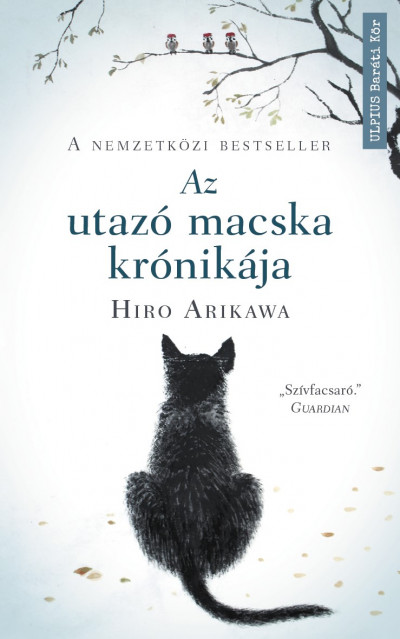 ULPIUS Baráti Kör
A NEMZETKÖZI BESTSELLER
Az
utazó macska
krónikája
HIRO ARIKAWA
„Szívfacsaró.”
GUARDIAN